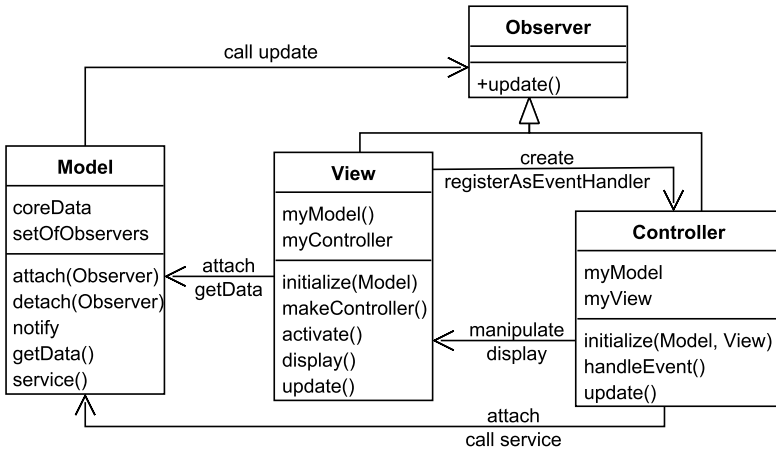 Observer
+update()
call update
Model
coreData
setOfObservers
attach(Observer)
detach(Observer)
notify
getData()
service()
View
myModel()
myController
initialize(Model)
makeController()
activate()
display()
update()
create
registerAsEventHandler
Controller
myModel
myView
initialize(Model, View)
handleEvent()
update()
attach
getData
manipulate
display
attach
call service